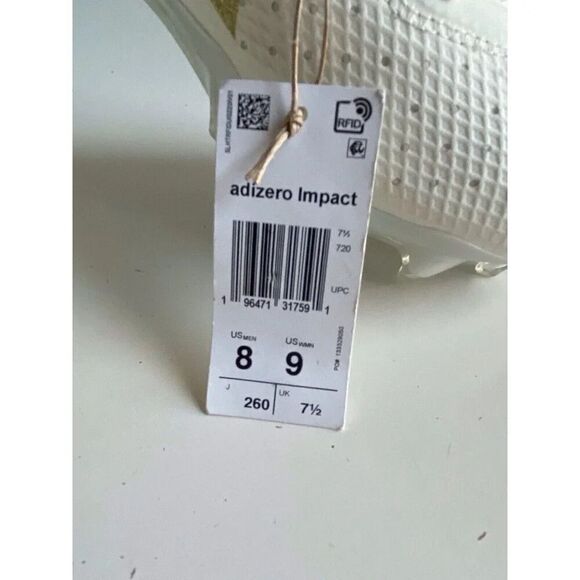 RFID
adizero Impact
7½
720
UPC
1 96471 31759 1
US MEN US WMN
8 9
J 260 UK 7½